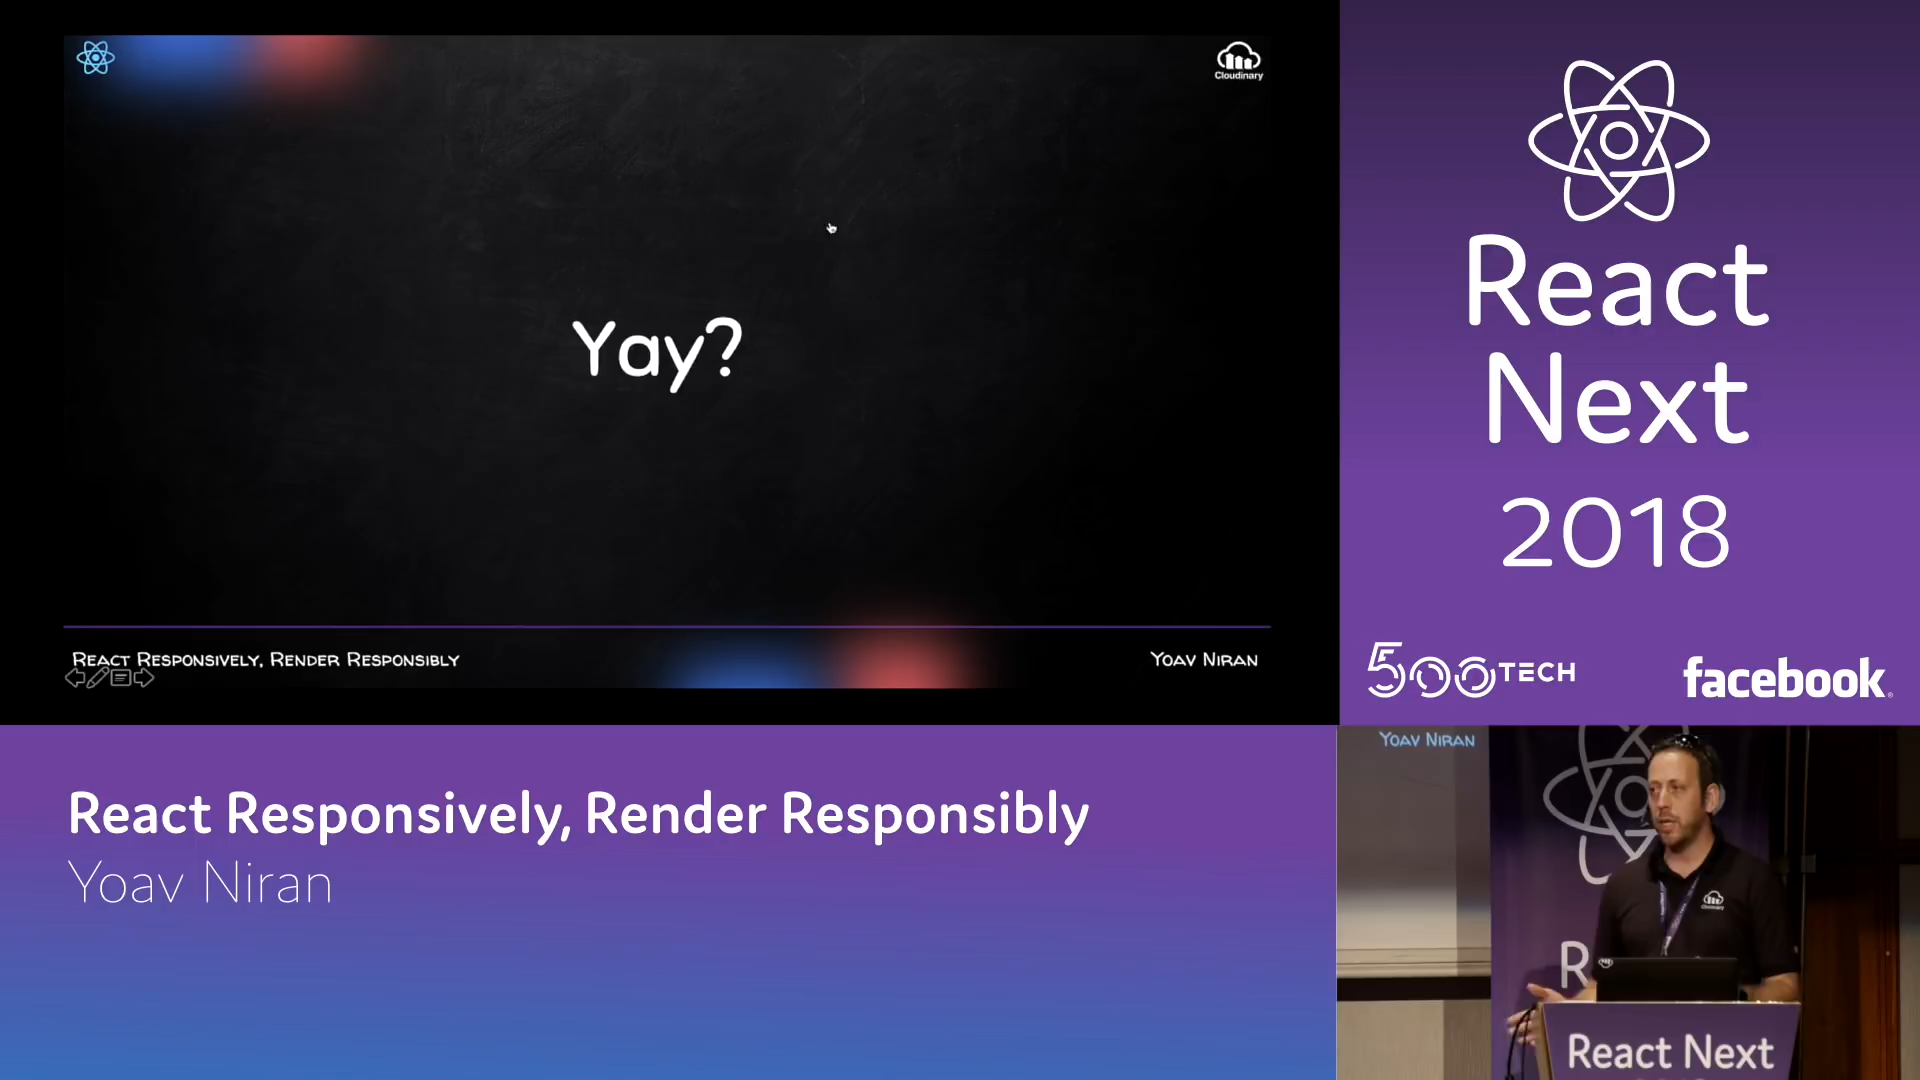 Cloudinary
Yay?
React Responsively, Render Responsibly
Yoav Niran
React
Next
2018
500TECH
facebook
React Responsively, Render Responsibly
Yoav Niran
Yoav Niran
R
React Next